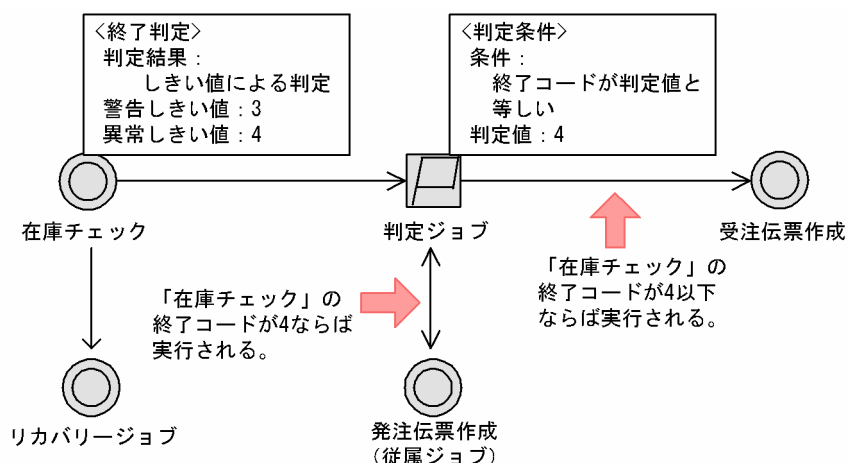 <終了判定>
判定結果：
しきい値による判定
警告しきい値：3
異常しきい値：4
<判定条件>
条件：
終了コードが判定値と
等しい
判定値：4
在庫チェック
判定ジョブ
受注伝票作成
「在庫チェック」の
終了コードが4ならば
実行される。
「在庫チェック」の
終了コードが4以下
ならば実行される。
リカバリージョブ
発注伝票作成
(従属ジョブ)